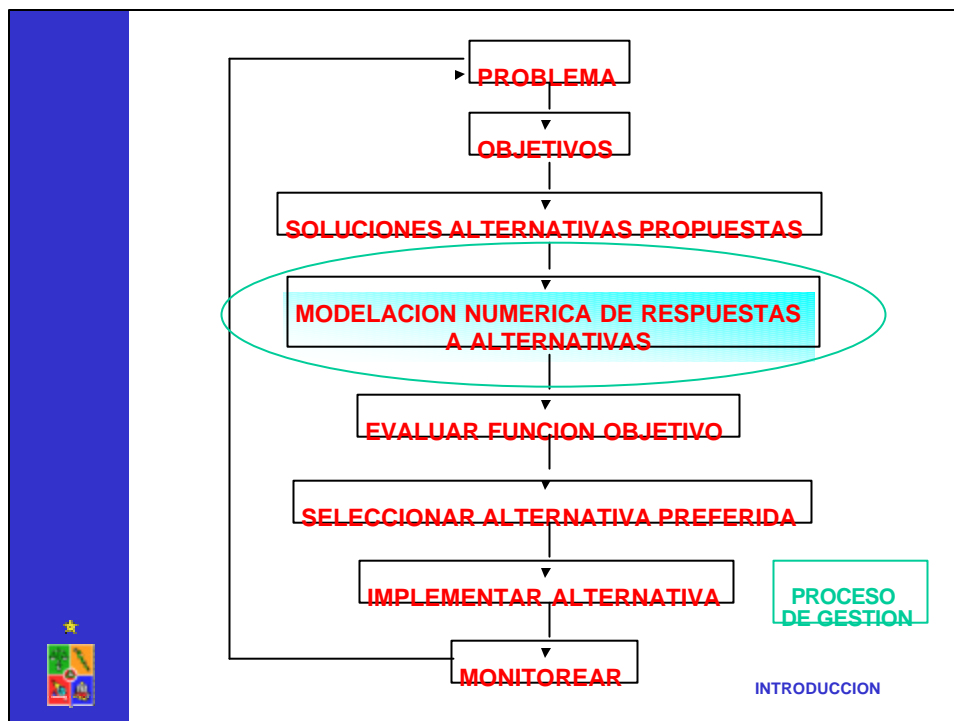 PROBLEMA
OBJETIVOS
SOLUCIONES ALTERNATIVAS PROPUESTAS
MODELACION NUMERICA DE RESPUESTAS
A ALTERNATIVAS
EVALUAR FUNCION OBJETIVO
SELECCIONAR ALTERNATIVA PREFERIDA
IMPLEMENTAR ALTERNATIVA
MONITOREAR
PROCESO
DE GESTION
INTRODUCCION